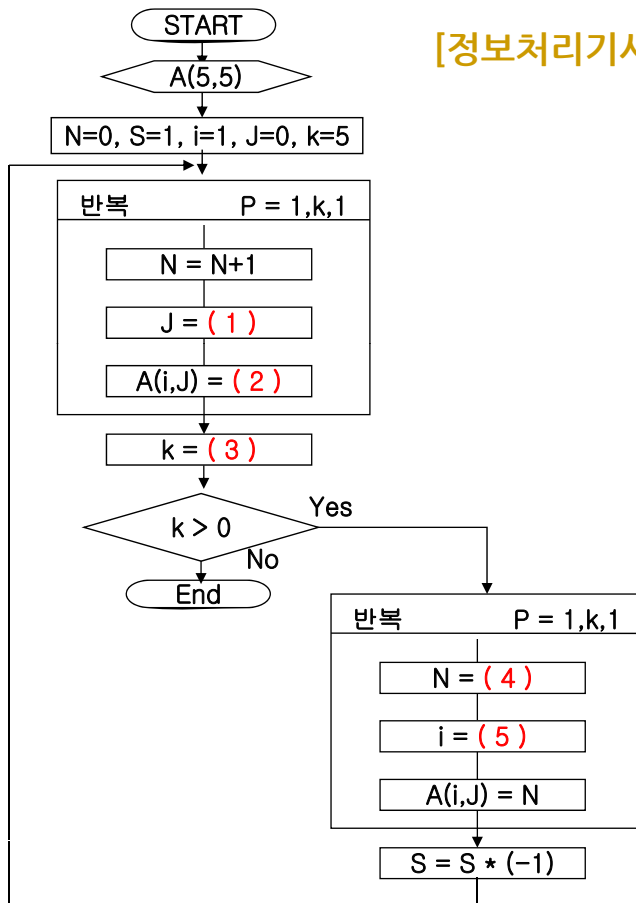 START
[정보처리기사
A(5,5)
N=0, S=1, i=1, J=0, k=5
반복 P = 1,k,1
N = N+1
J = ( 1 )
A(i,J) = ( 2 )
k = ( 3 )
k > 0
Yes
No
End
반복 P = 1,k,1
N = ( 4 )
i = ( 5 )
A(i,J) = N
S = S * (-1)